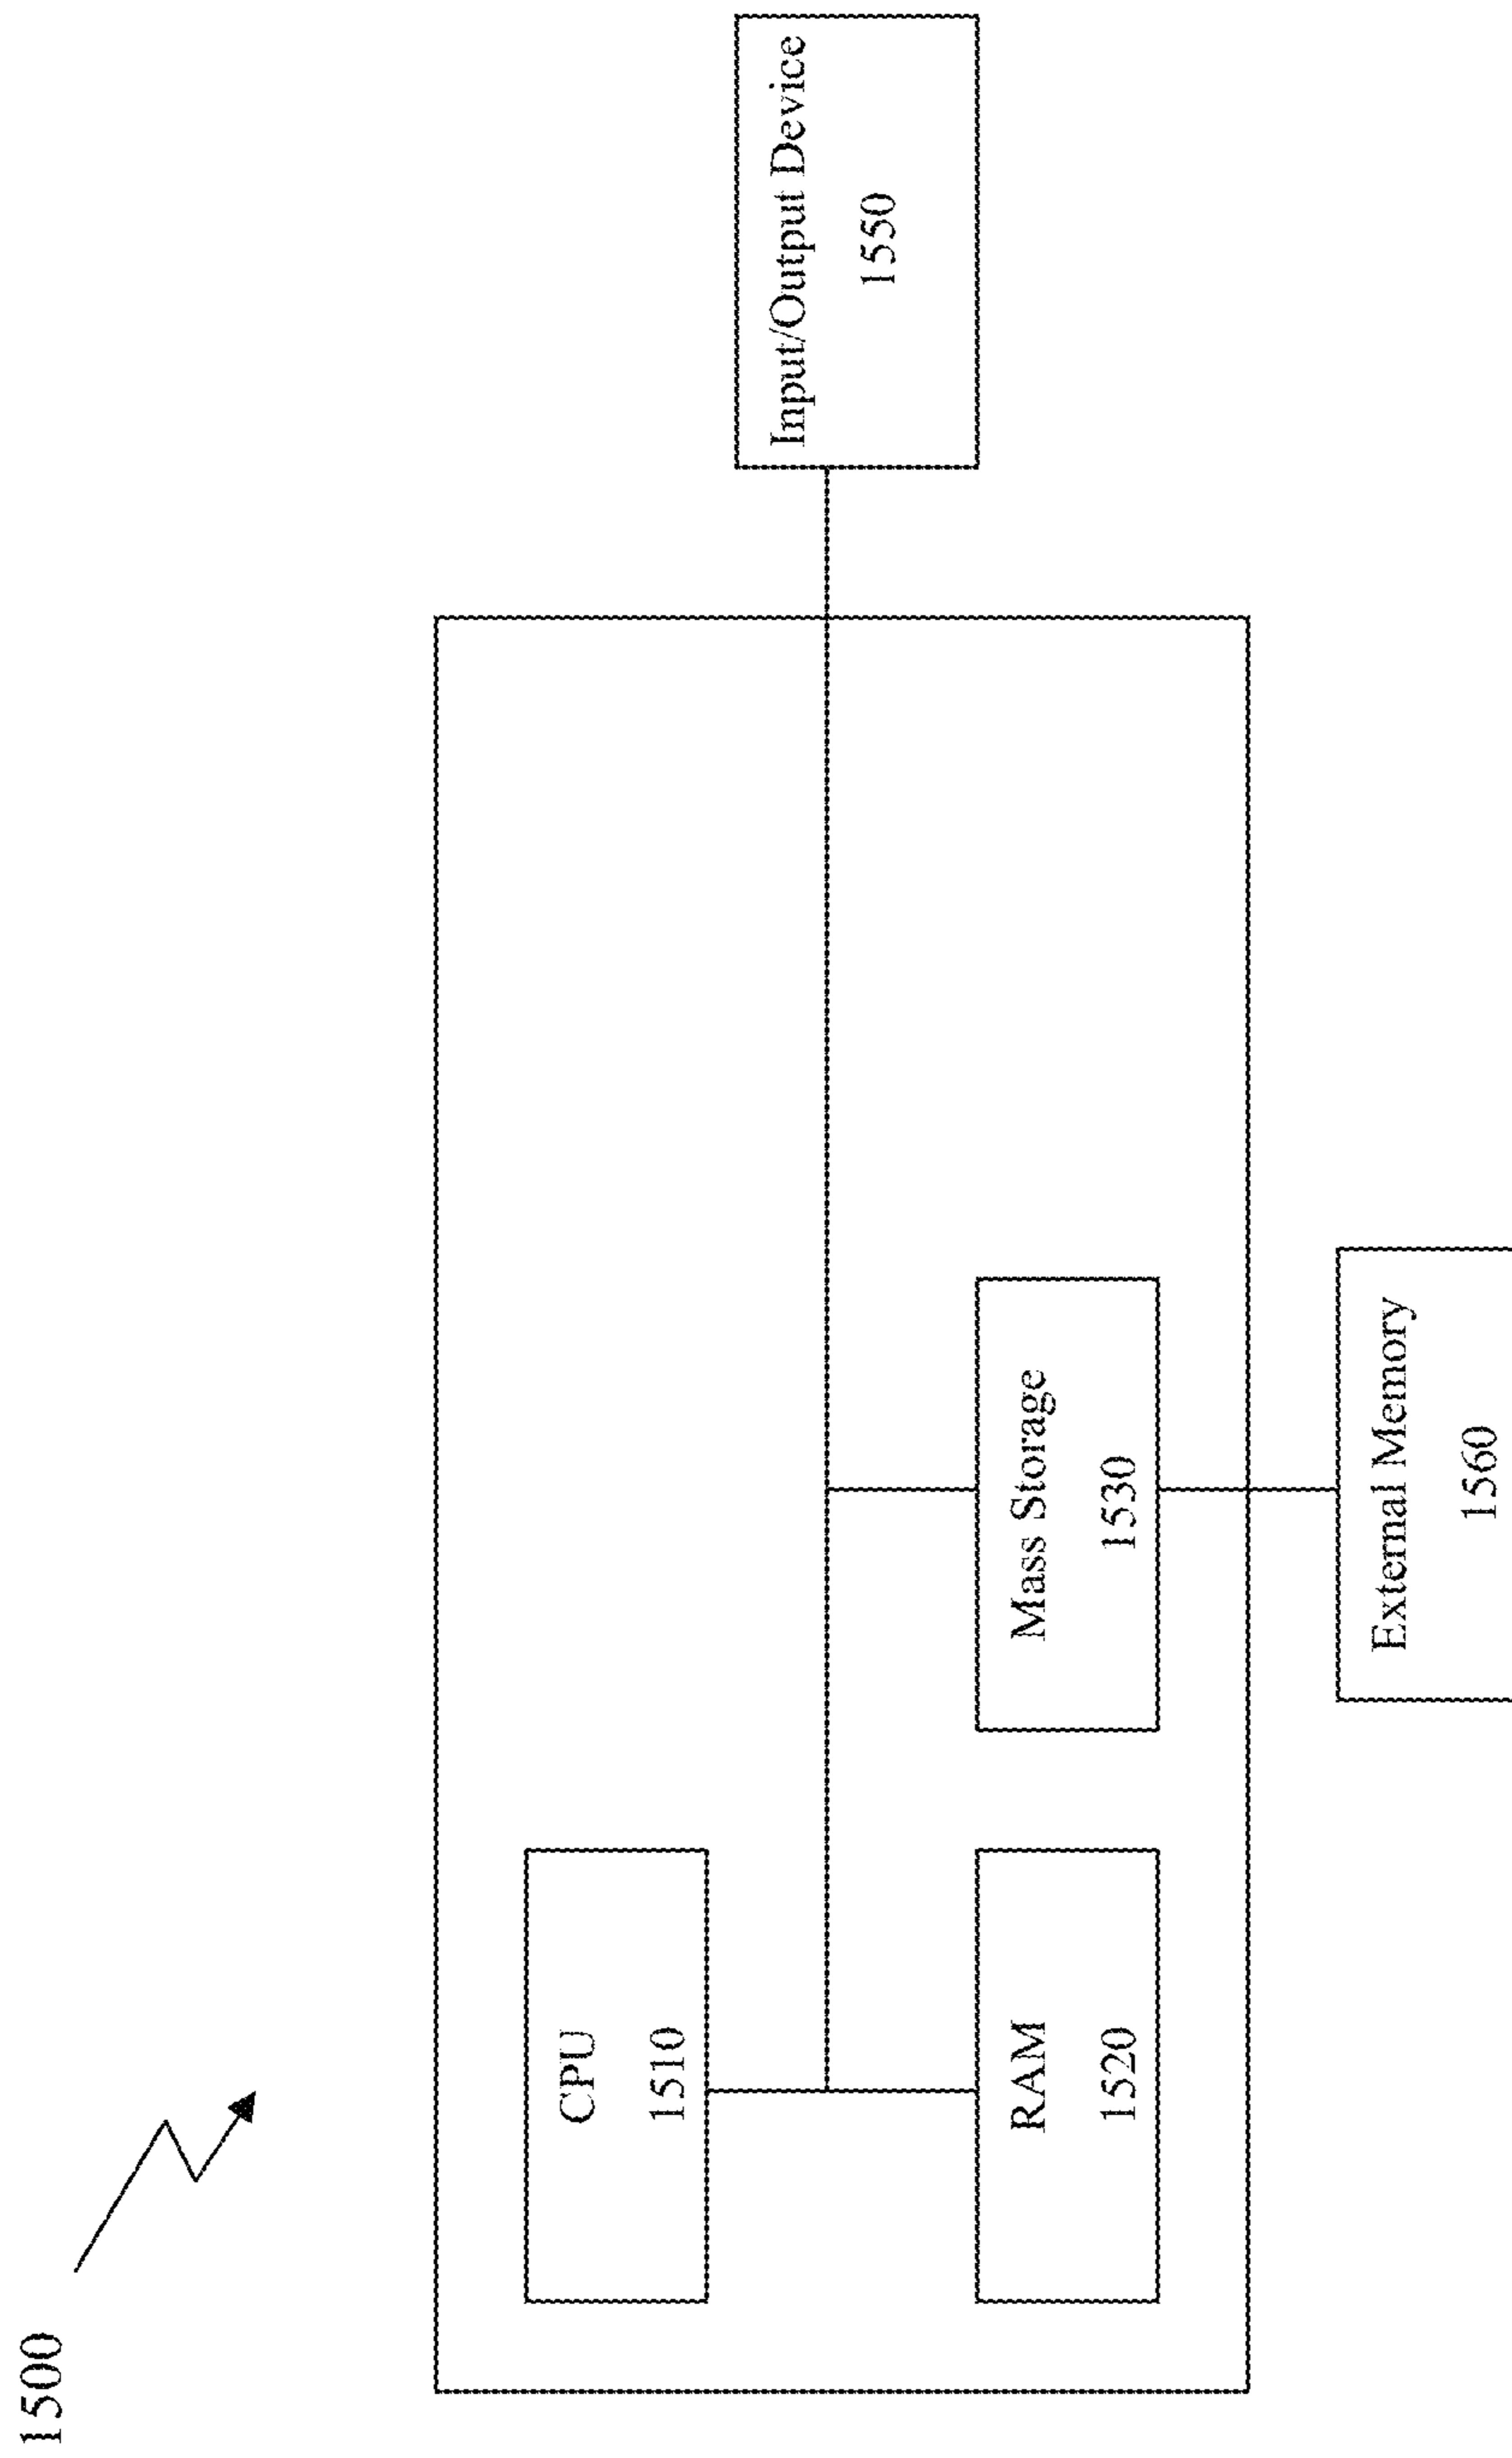 1500
CPU
1510
RAM
1520
Mass Storage
1530
External Memory
1560
Input/Output Device
1550